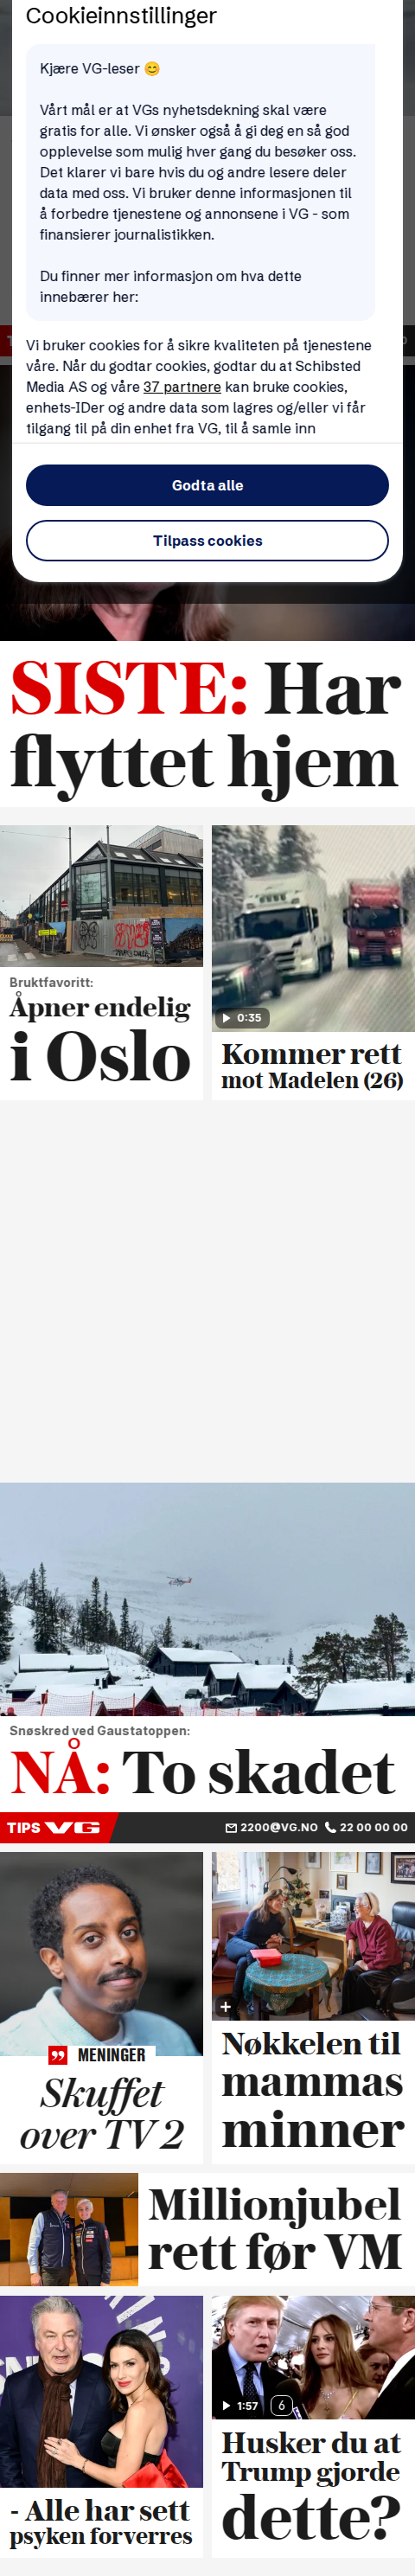 Cookieinnstillinger
Kjære VG-leser 😊
Vårt mål er at VGs nyhetsdekning skal være
gratis for alle. Vi ønsker også å gi deg en så god
opplevelse som mulig hver gang du besøker oss.
Det klarer vi bare hvis du og andre lesere deler
data med oss. Vi bruker denne informasjonen til
å forbedre tjenestene og annonsene i VG - som
finansierer journalistikken.
Du finner mer informasjon om hva dette
innebærer her:
Vi bruker cookies for å sikre kvaliteten på tjenestene
våre. Når du godtar cookies, godtar du at Schibsted
Media AS og våre 37 partnere kan bruke cookies,
enhets-IDer og andre data som lagres og/eller vi får
tilgang til på din enhet fra VG, til å samle inn
Godta alle
Tilpass cookies
SISTE: Har
flyttet hjem
Bruktfavoritt:
Åpner endelig
i Oslo
0:35
Kommer rett
mot Madelen (26)
Snøskred ved Gaustatoppen:
NÅ: To skadet
TIPS VG
2200@VG.NO 22 00 00 00
MENINGER
Skuffet
over TV 2
Nøkkelen til
mammas
minner
Millionjubel
rett før VM
- Alle har sett
psyken forverres
1:57 6
Husker du at
Trump gjorde
dette?